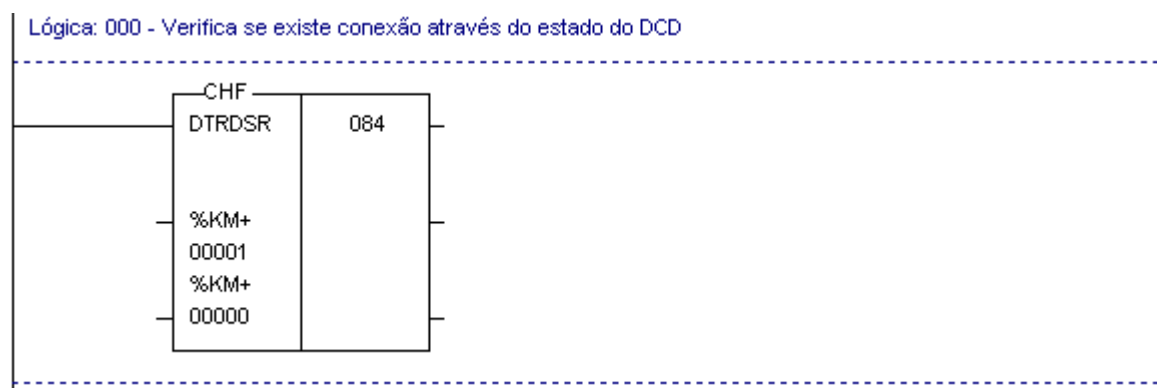 Lógica: 000 - Verifica se existe conexão através do estado do DCD
CHF
DTRDSR 084
%KM+
00001
%KM+
00000